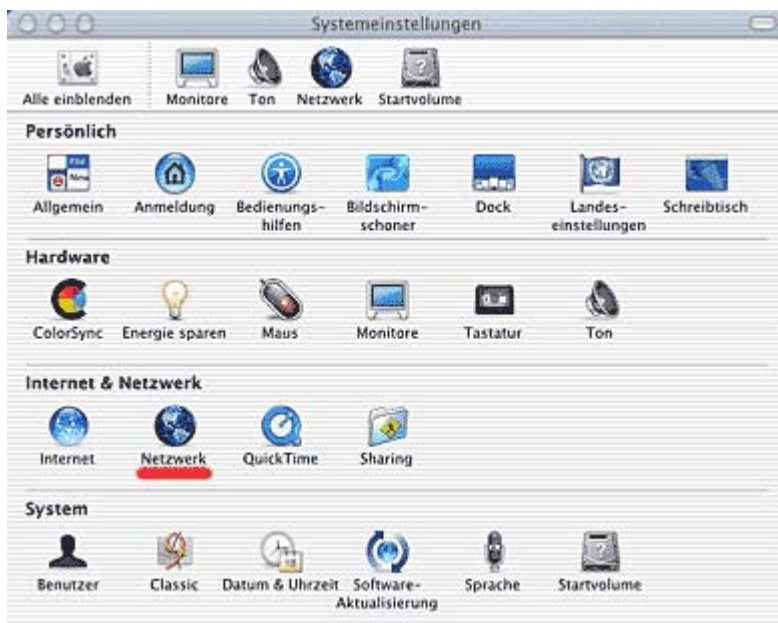 Systemeinstellungen
Alle einblenden Monitore Ton Netzwerk Startvolume
Persönlich
Allgemein Anmeldung Bedienungs- Bildschirm- Dock Landes- Schreibtisch
hilfen schoner einstellungen
Hardware
ColorSync Energie sparen Maus Monitore Tastatur Ton
Internet & Netzwerk
Internet Netzwerk QuickTime Sharing
System
Benutzer Classic Datum & Uhrzeit Software- Sprache Startvolume
Aktualisierung